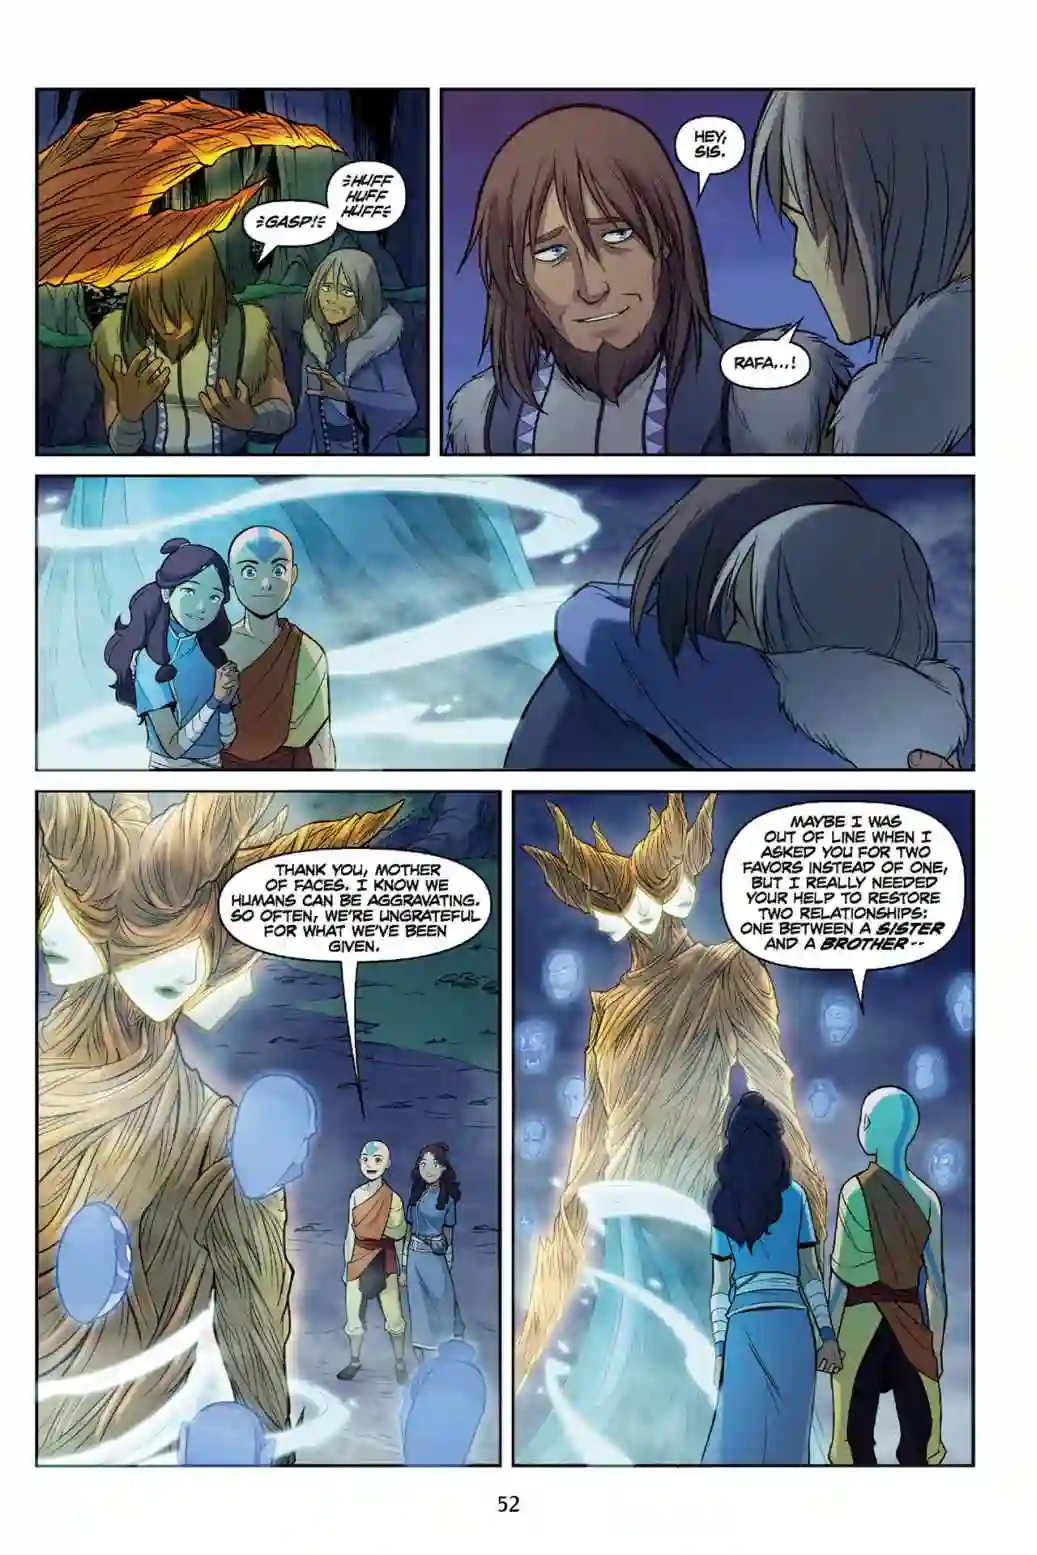 HUFF
HUFF
HUFF
GASP!
HEY,
SIS.
RAFA...!
THANK YOU, MOTHER
OF FACES. I KNOW WE
HUMANS CAN BE AGGRAVATING.
SO OFTEN, WE'RE UNGRATEFUL
FOR WHAT WE'VE BEEN
GIVEN.
MAYBE I WAS
OUT OF LINE WHEN I
ASKED YOU FOR TWO
FAVORS INSTEAD OF ONE,
BUT I REALLY NEEDED
YOUR HELP TO RESTORE
TWO RELATIONSHIPS:
ONE BETWEEN A SISTER
AND A BROTHER--
52